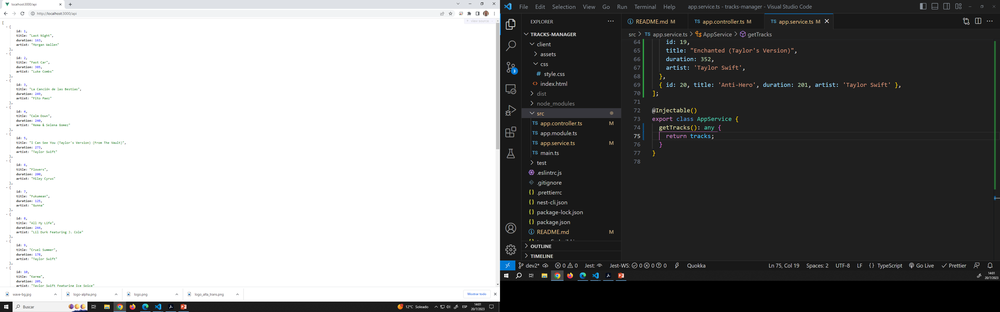 localhost:3000/api
http://localhost:3000/api
+ view source -
[
- {
id: 1,
title: "Last Night",
duration: 163,
artist: "Morgan Wallen"
},
- {
id: 2,
title: "Fast Car",
duration: 385,
artist: "Luke Combs"
},
- {
id: 3,
title: "La Canción de las Bestias",
duration: 249,
artist: "Fito Paez"
},
- {
id: 4,
title: "Calm Down",
duration: 240,
artist: "Rema & Selena Gomez"
},
- {
id: 5,
title: "I Can See You (Taylor's Version) (From The Vault)",
duration: 273,
artist: "Taylor Swift"
},
- {
id: 6,
title: "Flowers",
duration: 200,
artist: "Miley Cyrus"
},
- {
id: 7,
title: "Fukumean",
duration: 125,
artist: "Gunna"
},
- {
id: 8,
title: "All My Life",
duration: 244,
artist: "Lil Durk Featuring J. Cole"
},
- {
id: 9,
title: "Cruel Summer",
duration: 178,
artist: "Taylor Swift"
},
- {
id: 10,
title: "Karma",
duration: 205,
artist: "Taylor Swift Featuring Ice Spice"
wave-bg.jpg
logo-alpha.png
logo.png
logo_alta_trans.png
Mostrar todo
Buscar
12°C Soleado
ESP
14:01
20/7/2023
File Edit Selection View Go Run Terminal Help
app.service.ts - tracks-manager - Visual Studio Code
EXPLORER
TRACKS-MANAGER
client
assets
css
# style.css
<> index.html
dist
node_modules
src
TS app.controller.ts M
TS app.module.ts
TS app.service.ts M
TS main.ts
test
.eslintrc.js
.gitignore
{} .prettierrc
{} nest-cli.json
{} package-lock.json
{} package.json
README.md M
OUTLINE
TIMELINE
3
README.md M
TS app.controller.ts M
TS app.service.ts M
src > TS app.service.ts > AppService > getTracks
64 id: 19,
65 title: "Enchanted (Taylor's Version)",
66 duration: 352,
67 artist: 'Taylor Swift',
68 },
69 { id: 20, title: 'Anti-Hero', duration: 201, artist: 'Taylor Swift' },
70 ];
71
72 @Injectable()
73 export class AppService {
74 getTracks(): any {
75 return tracks;
76 }
77 }
78
dev2* 0 0 Jest: Jest-WS: 0 0 0 Quokka
Ln 75, Col 19 Spaces: 2 UTF-8 LF {} TypeScript Go Live Prettier
14:01
20/7/2023